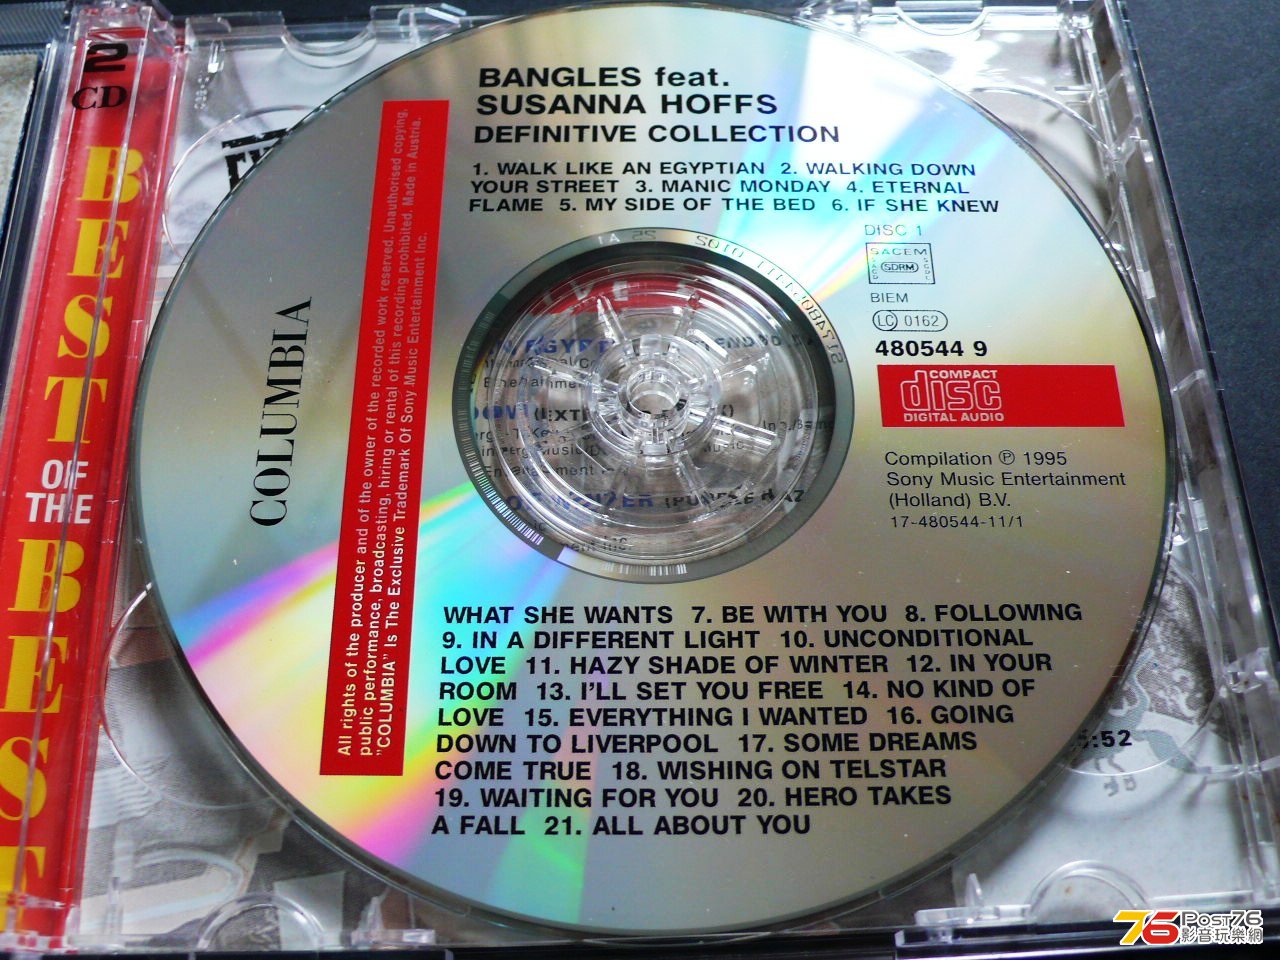 2
CD
BEST
OF
THE
BEST
BANGLES feat.
SUSANNA HOFFS
DEFINITIVE COLLECTION
1. WALK LIKE AN EGYPTIAN 2. WALKING DOWN
YOUR STREET 3. MANIC MONDAY 4. ETERNAL
FLAME 5. MY SIDE OF THE BED 6. IF SHE KNEW
DISC 1
SACEM
SDRM
BIEM
LC 0162
480544 9
COMPACT
disc
DIGITAL AUDIO
Compilation ℗ 1995
Sony Music Entertainment
(Holland) B.V.
17-480544-11/1
COLUMBIA
All rights of the producer and of the owner of the recorded work reserved. Unauthorised copying,
public performance, broadcasting, hiring or rental of this recording prohibited. Made in Austria.
"COLUMBIA" Is The Exclusive Trademark Of Sony Music Entertainment Inc.
WHAT SHE WANTS 7. BE WITH YOU 8. FOLLOWING
9. IN A DIFFERENT LIGHT 10. UNCONDITIONAL
LOVE 11. HAZY SHADE OF WINTER 12. IN YOUR
ROOM 13. I'LL SET YOU FREE 14. NO KIND OF
LOVE 15. EVERYTHING I WANTED 16. GOING
DOWN TO LIVERPOOL 17. SOME DREAMS
COME TRUE 18. WISHING ON TELSTAR
19. WAITING FOR YOU 20. HERO TAKES
A FALL 21. ALL ABOUT YOU
:52
76 Post76
影音玩樂網